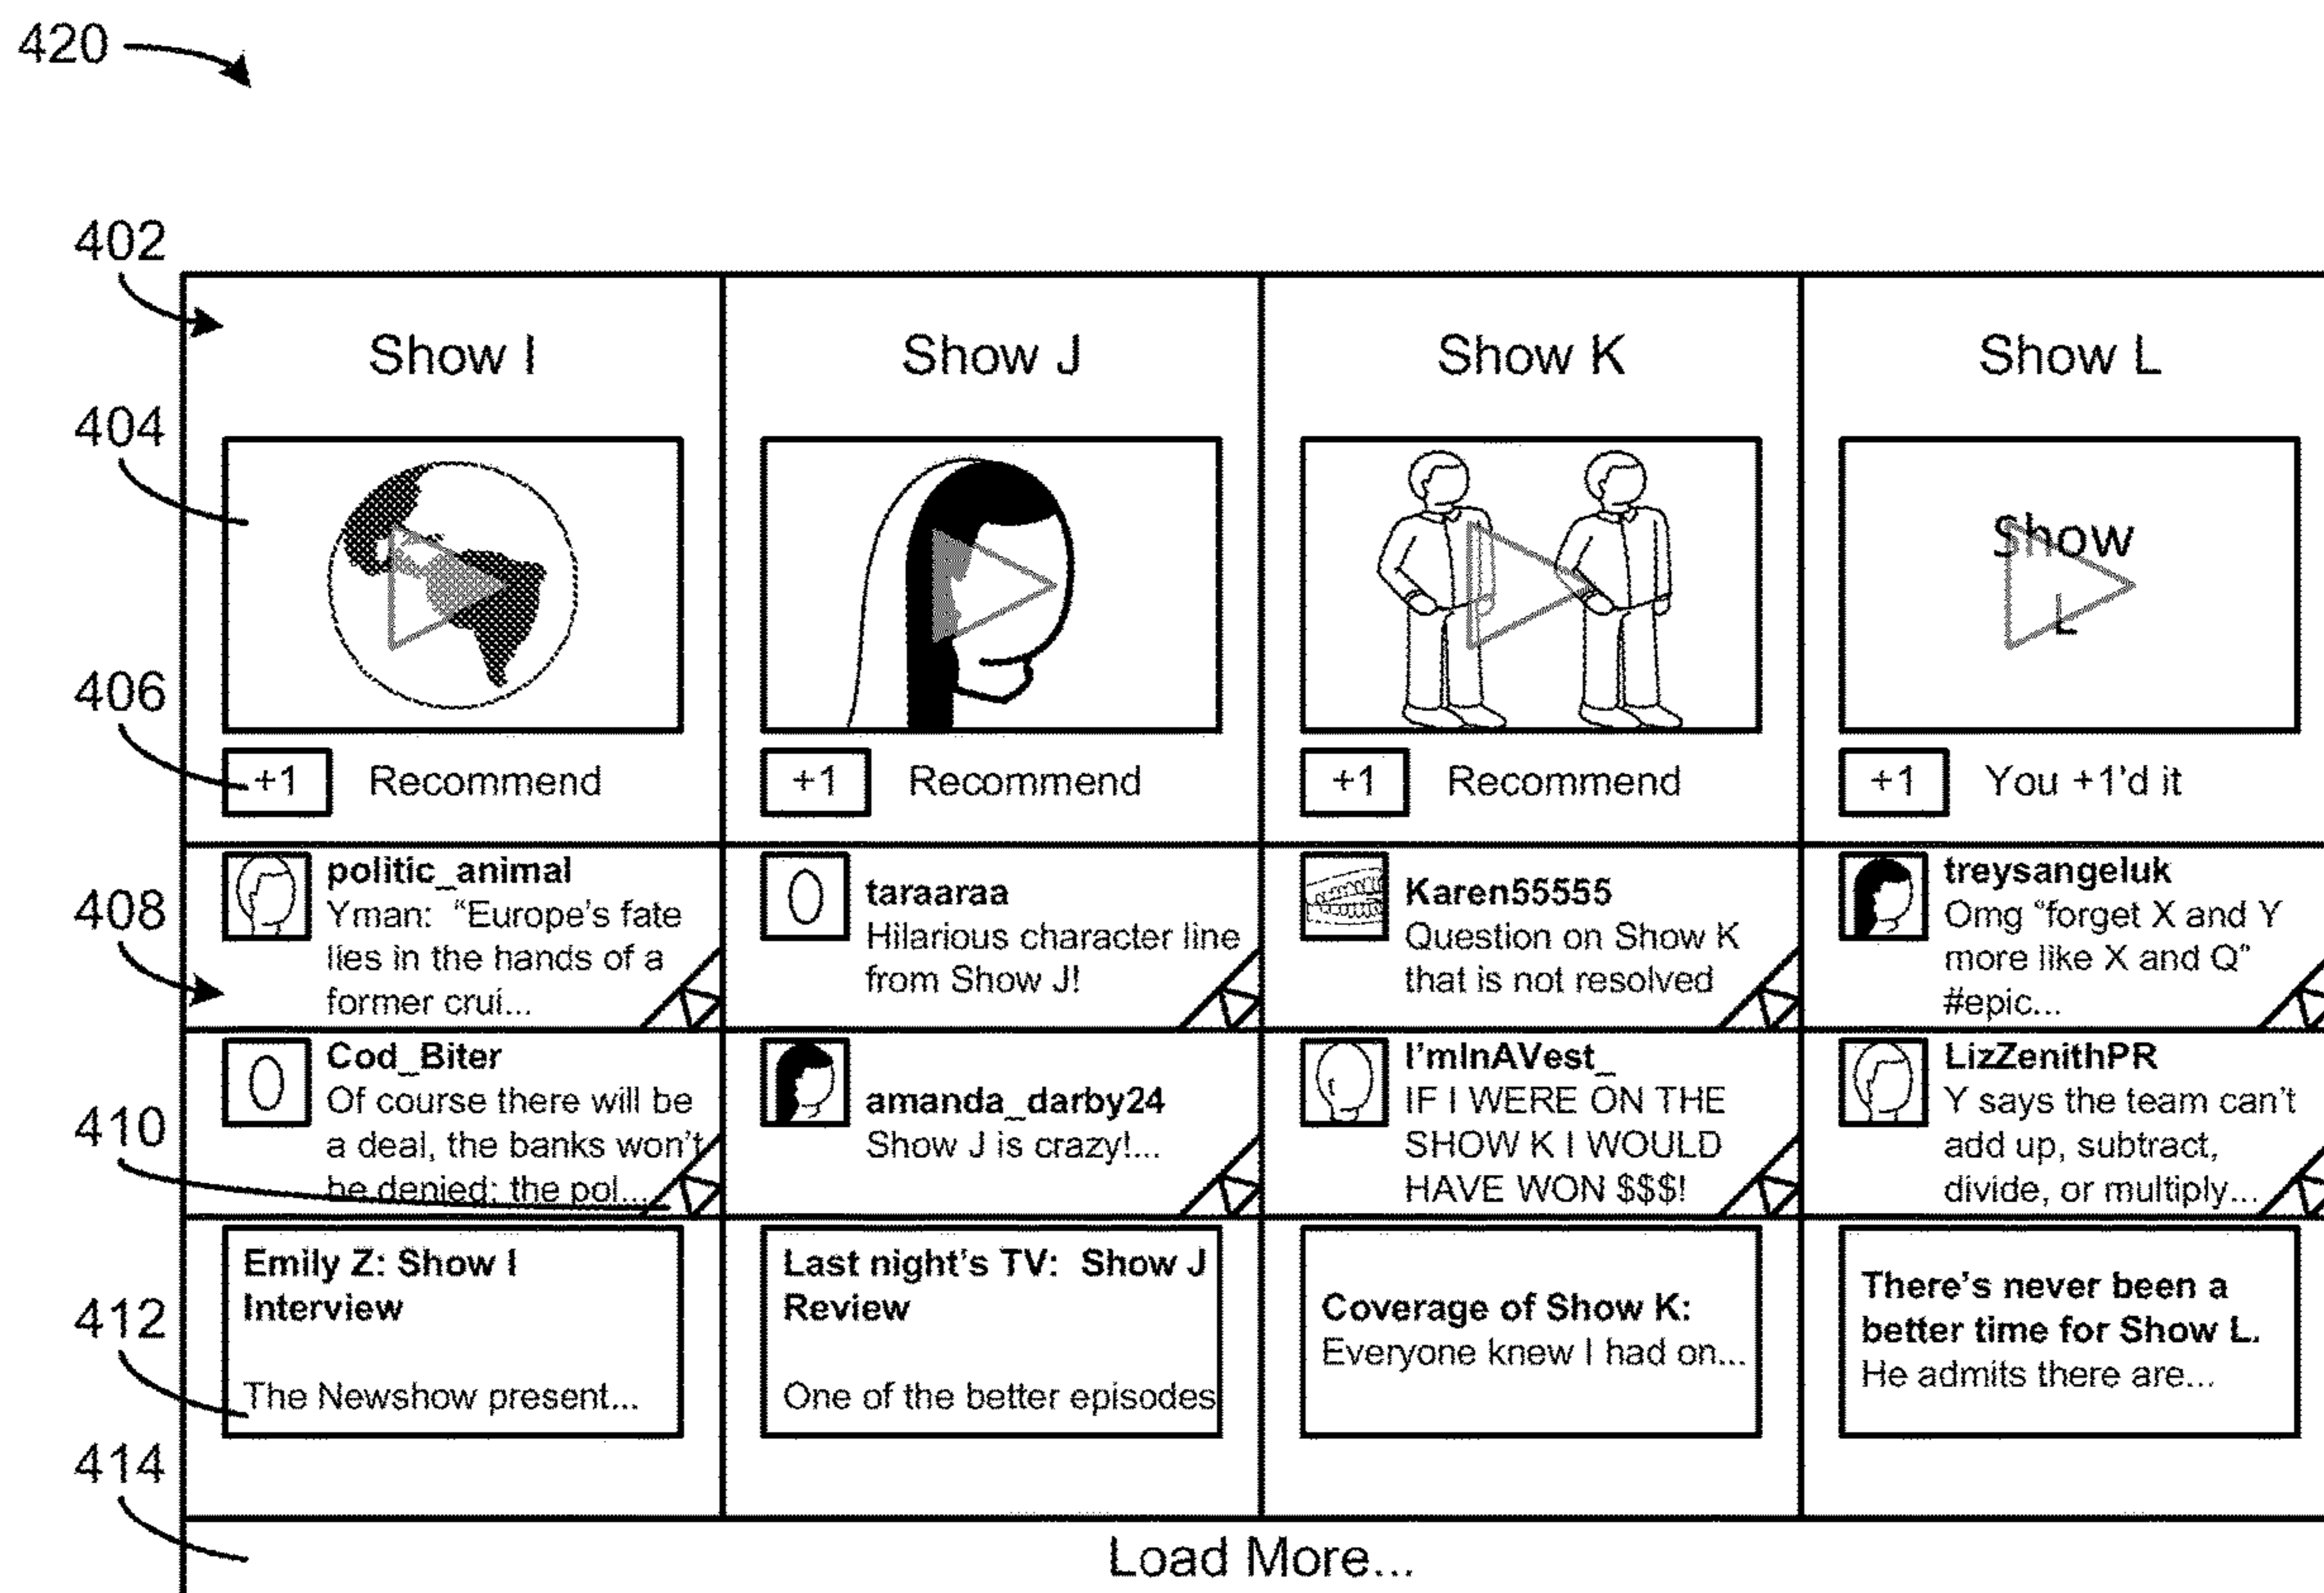 420
402
Show I
Show J
Show K
Show L
404
Show
L
406
+1 Recommend
+1 Recommend
+1 Recommend
+1 You +1'd it
408
politic_animal
Yman: “Europe's fate
lies in the hands of a
former crui...
taraaraa
Hilarious character line
from Show J!
Karen55555
Question on Show K
that is not resolved
treysangeluk
Omg “forget X and Y
more like X and Q”
#epic...
410
Cod_Biter
Of course there will be
a deal, the banks won't
be denied: the pol...
amanda_darby24
Show J is crazy!...
I'mInAVest_
IF I WERE ON THE
SHOW K I WOULD
HAVE WON $$$!
LizZenithPR
Y says the team can't
add up, subtract,
divide, or multiply...
412
Emily Z: Show I
Interview
The Newshow present...
Last night's TV: Show J
Review
One of the better episodes
Coverage of Show K:
Everyone knew I had on...
There's never been a
better time for Show L.
He admits there are...
414
Load More...